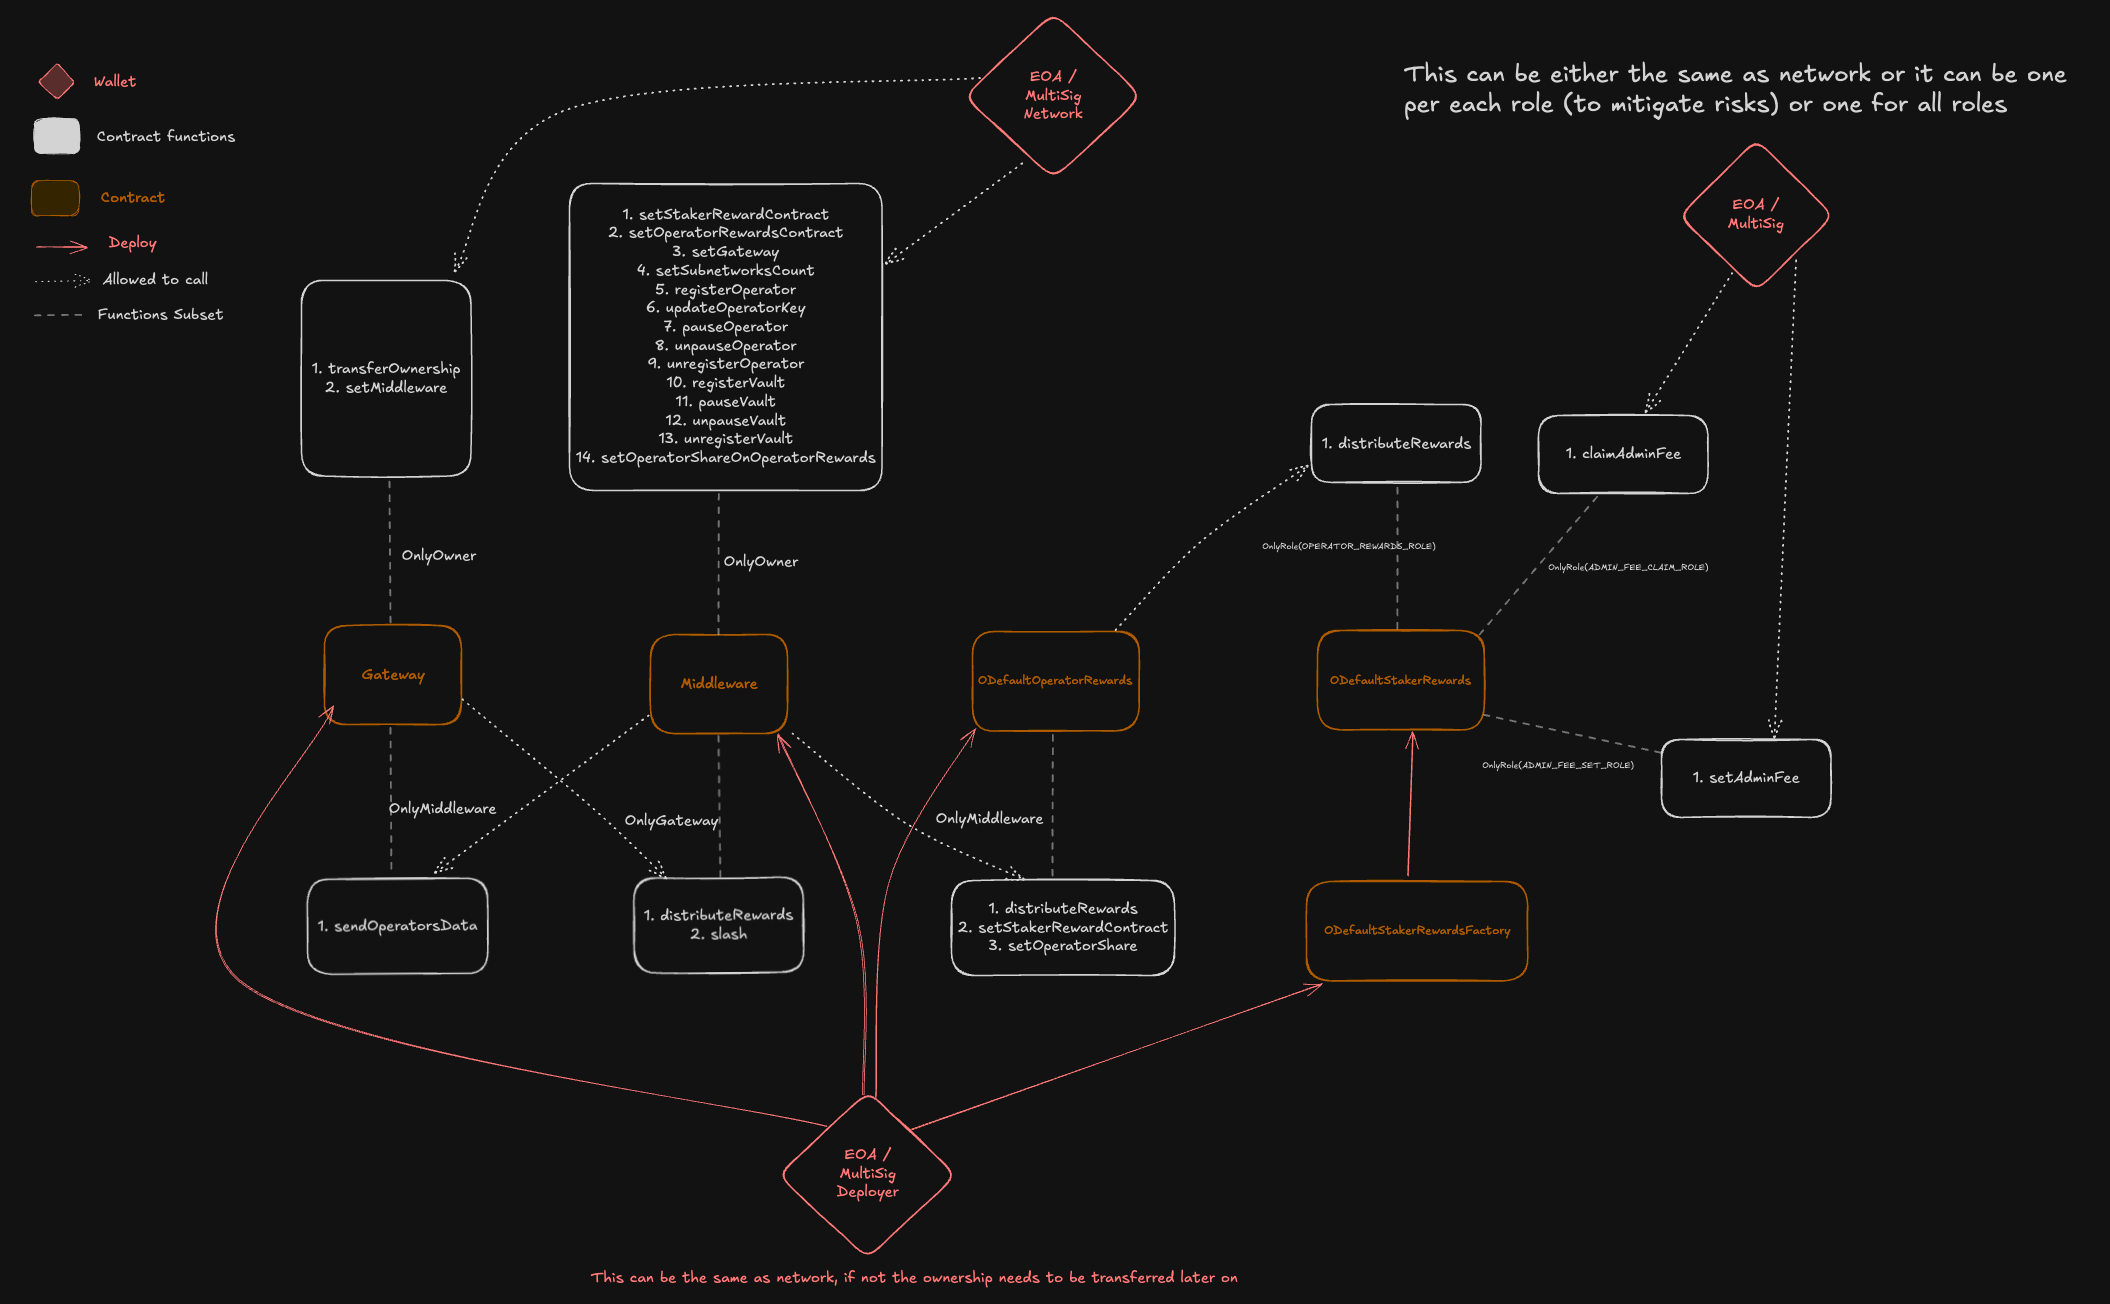 Wallet
Contract functions
Contract
Deploy
Allowed to call
Functions Subset
EOA /
MultiSig
Network
This can be either the same as network or it can be one
per each role (to mitigate risks) or one for all roles
EOA /
MultiSig
1. transferOwnership
2. setMiddleware
1. setStakerRewardContract
2. setOperatorRewardsContract
3. setGateway
4. setSubnetworksCount
5. registerOperator
6. updateOperatorKey
7. pauseOperator
8. unpauseOperator
9. unregisterOperator
10. registerVault
11. pauseVault
12. unpauseVault
13. unregisterVault
14. setOperatorShareOnOperatorRewards
1. distributeRewards
1. claimAdminFee
OnlyOwner
OnlyOwner
OnlyRole(OPERATOR_REWARDS_ROLE)
OnlyRole(ADMIN_FEE_CLAIM_ROLE)
Gateway
Middleware
ODefaultOperatorRewards
ODefaultStakerRewards
OnlyRole(ADMIN_FEE_SET_ROLE)
1. setAdminFee
OnlyMiddleware
OnlyGateway
OnlyMiddleware
1. sendOperatorsData
1. distributeRewards
2. slash
1. distributeRewards
2. setStakerRewardContract
3. setOperatorShare
ODefaultStakerRewardsFactory
EOA /
MultiSig
Deployer
This can be the same as network, if not the ownership needs to be transferred later on